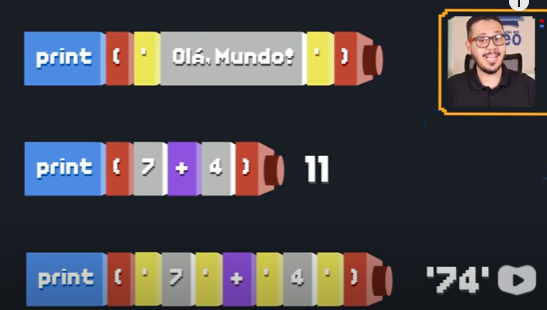 print ( ' Olá, Mundo! ' )
print ( 7 + 4 ) 11
print ( ' 7 ' + ' 4 ' ) '74'